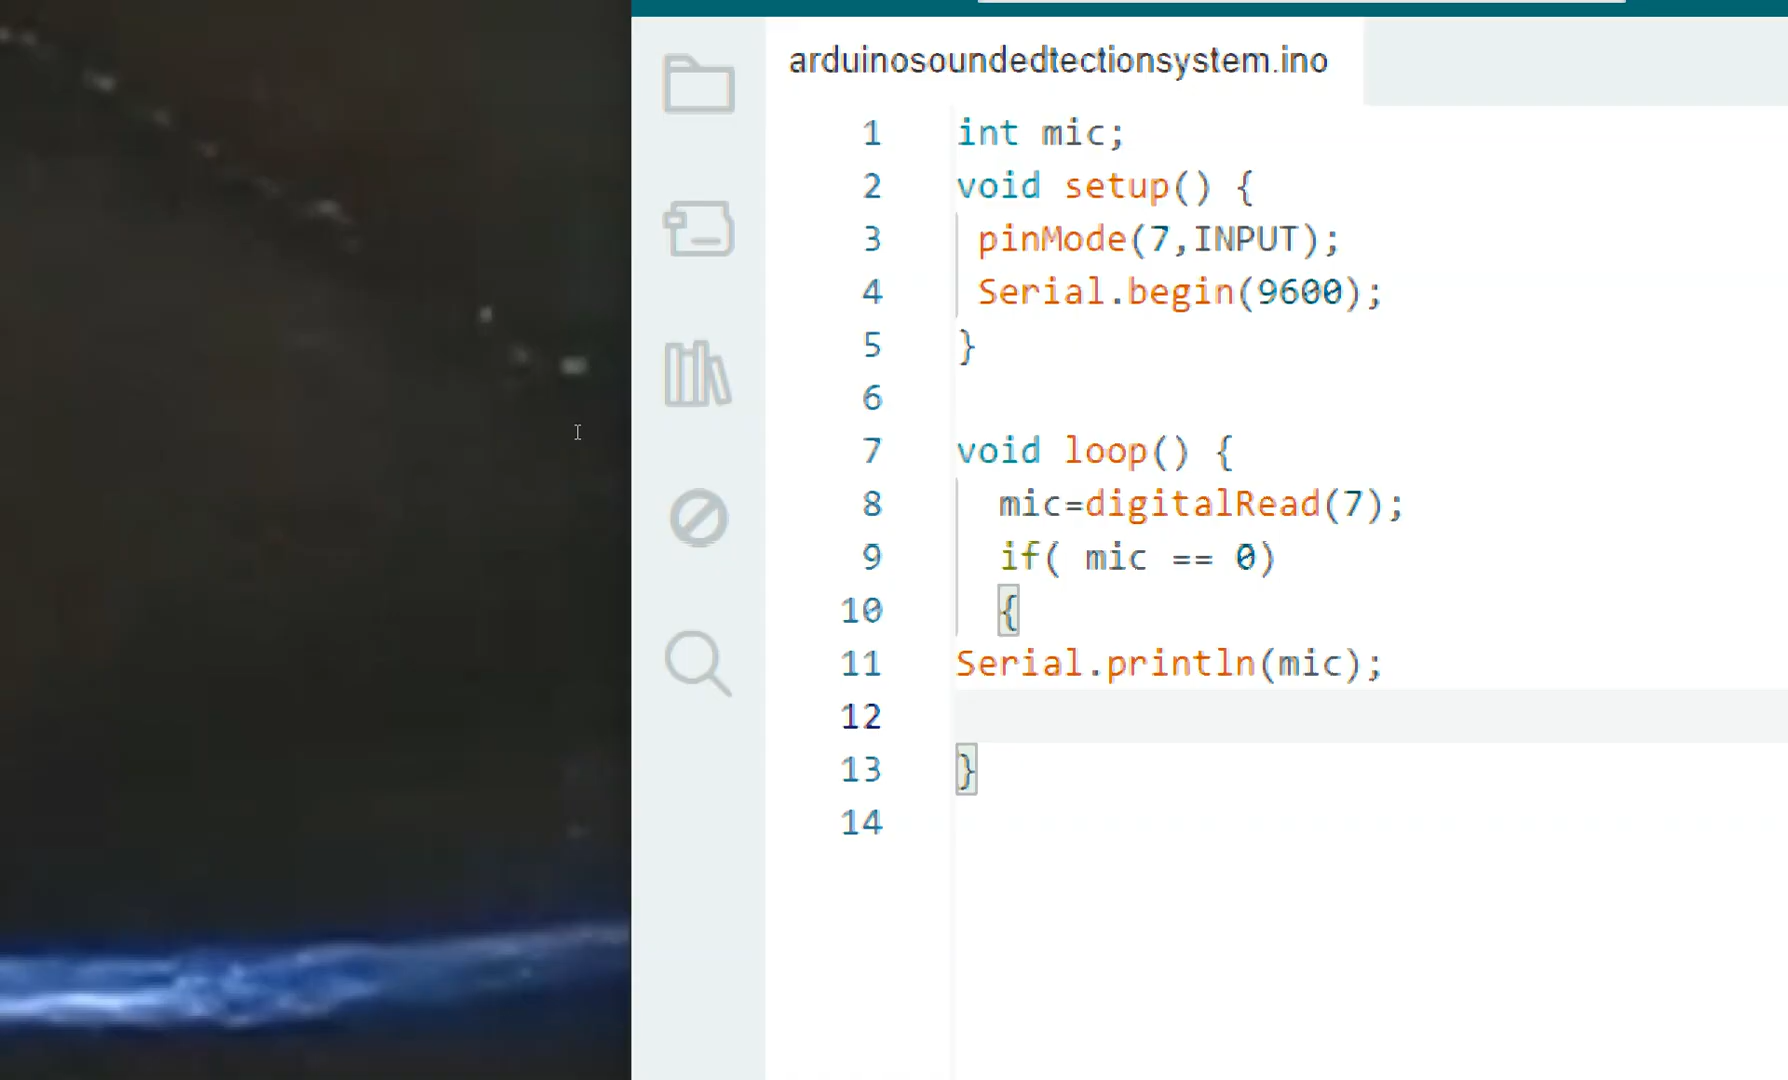 arduinosoundedtectionsystem.ino
1 int mic;
2 void setup() {
3 pinMode(7,INPUT);
4 Serial.begin(9600);
5 }
6
7 void loop() {
8 mic=digitalRead(7);
9 if( mic == 0)
10 {
11 Serial.println(mic);
12
13 }
14